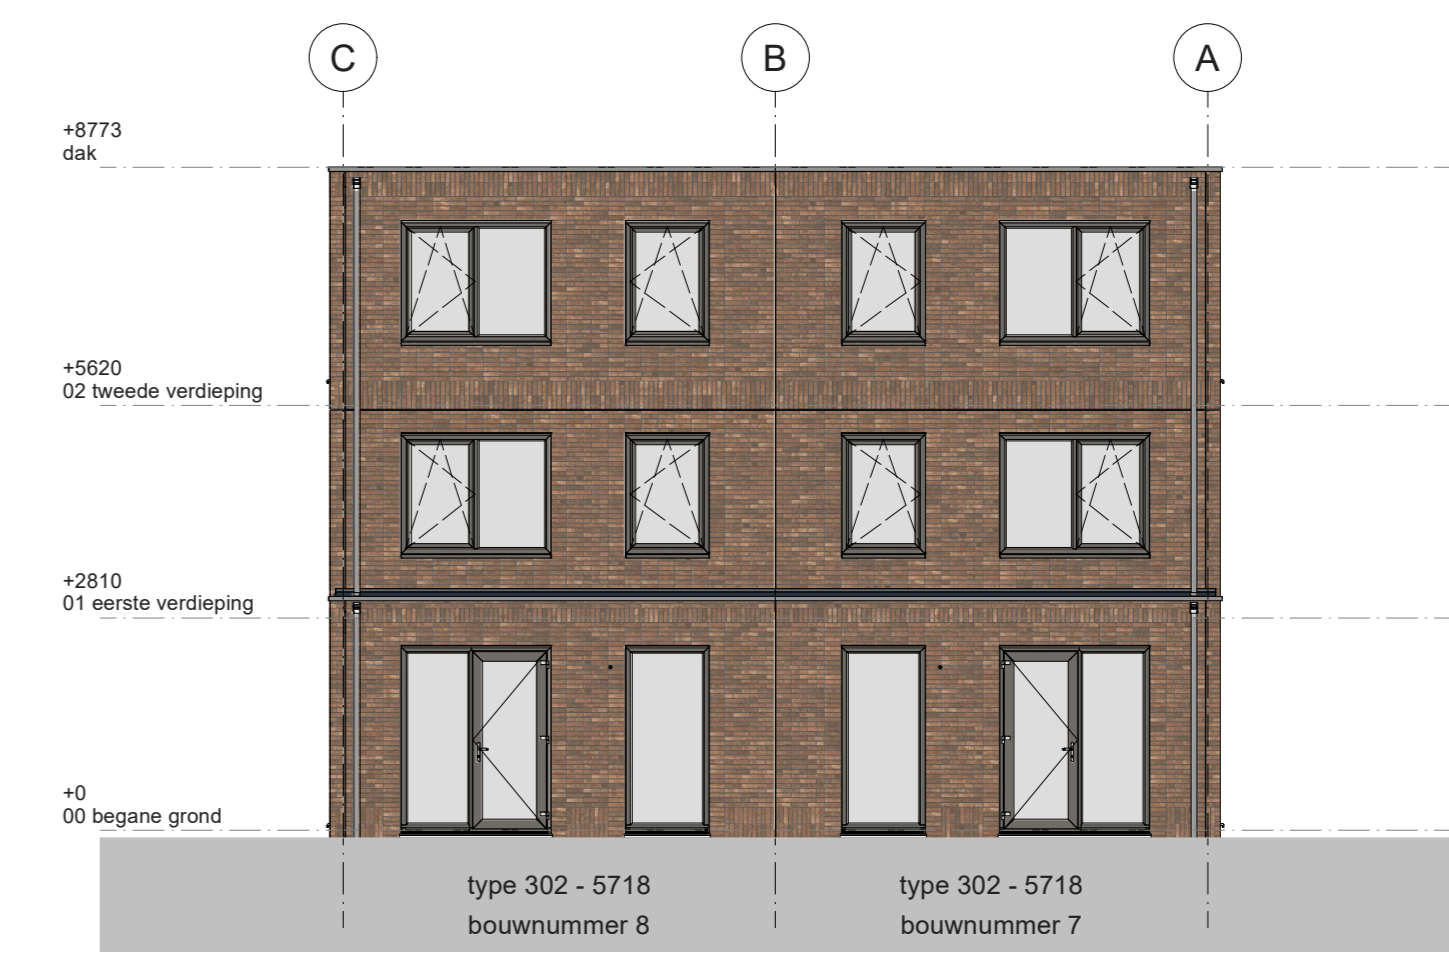 C B A
+8773
dak
+5620
02 tweede verdieping
+2810
01 eerste verdieping
+0
00 begane grond
type 302 - 5718
bouwnummer 8
type 302 - 5718
bouwnummer 7